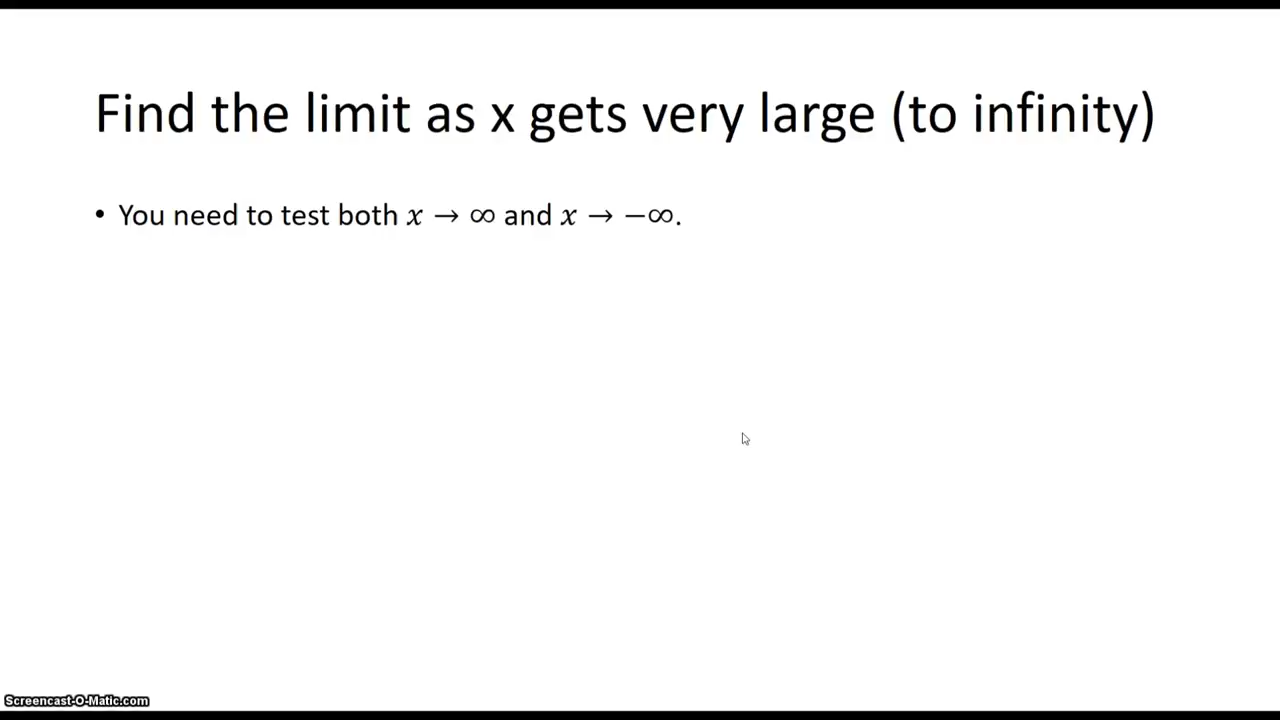 Find the limit as x gets very large (to infinity)
• You need to test both 𝑥 → ∞ and 𝑥 → −∞.
Screencast-O-Matic.com